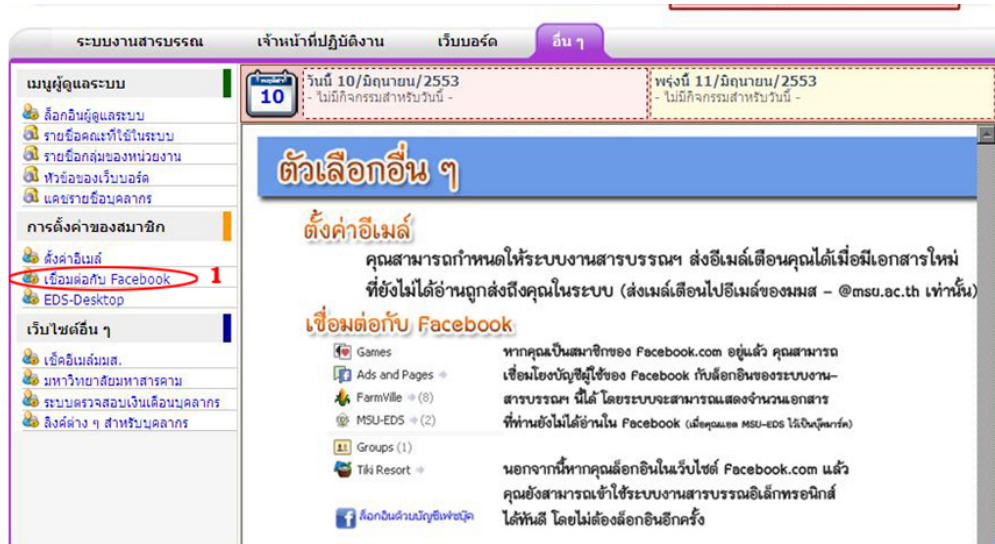 ระบบงานสารบรรณ
เจ้าหน้าที่ปฏิบัติงาน
เว็บบอร์ด
อื่น ๆ
เมนูผู้ดูแลระบบ
ล็อกอินผู้ดูแลระบบ
รายชื่อคณะที่ใช้ในระบบ
รายชื่อกลุ่มของหน่วยงาน
หัวข้อของเว็บบอร์ด
แคชรายชื่อบุคลากร
การตั้งค่าของสมาชิก
ตั้งค่าอีเมล์
เชื่อมต่อกับ Facebook
1
EDS-Desktop
เว็บไซต์อื่น ๆ
เช็คอีเมล์มมส.
มหาวิทยาลัยมหาสารคาม
ระบบตรวจสอบเงินเดือนบุคลากร
ลิงค์ต่าง ๆ สำหรับบุคลากร
10
วันนี้ 10/มิถุนายน/2553
- ไม่มีกิจกรรมสำหรับวันนี้ -
พรุ่งนี้ 11/มิถุนายน/2553
- ไม่มีกิจกรรมสำหรับวันนี้ -
ตัวเลือกอื่น ๆ
ตั้งค่าอีเมล์
คุณสามารถกำหนดให้ระบบงานสารบรรณฯ ส่งอีเมล์เตือนคุณได้เมื่อมีเอกสารใหม่
ที่ยังไม่ได้อ่านถูกส่งถึงคุณในระบบ (ส่งเมล์เตือนไปอีเมล์ของมมส - @msu.ac.th เท่านั้น)
เชื่อมต่อกับ Facebook
Games
Ads and Pages
FarmVille (8)
MSU-EDS (2)
Groups (1)
Tiki Resort
ล็อกอินด้วยบัญชีเฟซบุ๊ค
หากคุณเป็นสมาชิกของ Facebook.com อยู่แล้ว คุณสามารถ
เชื่อมโยงบัญชีผู้ใช้ของ Facebook กับล็อกอินของระบบงาน-
สารบรรณฯ นี้ได้ โดยระบบจะสามารถแสดงจำนวนเอกสาร
ที่ท่านยังไม่ได้อ่านใน Facebook (เมื่อคุณแอด MSU-EDS ไว้เป็นบุ๊คมาร์ค)
นอกจากนี้หากคุณล็อกอินในเว็บไซต์ Facebook.com แล้ว
คุณยังสามารถเข้าใช้ระบบงานสารบรรณอิเล็กทรอนิกส์
ได้ทันที โดยไม่ต้องล็อกอินอีกครั้ง